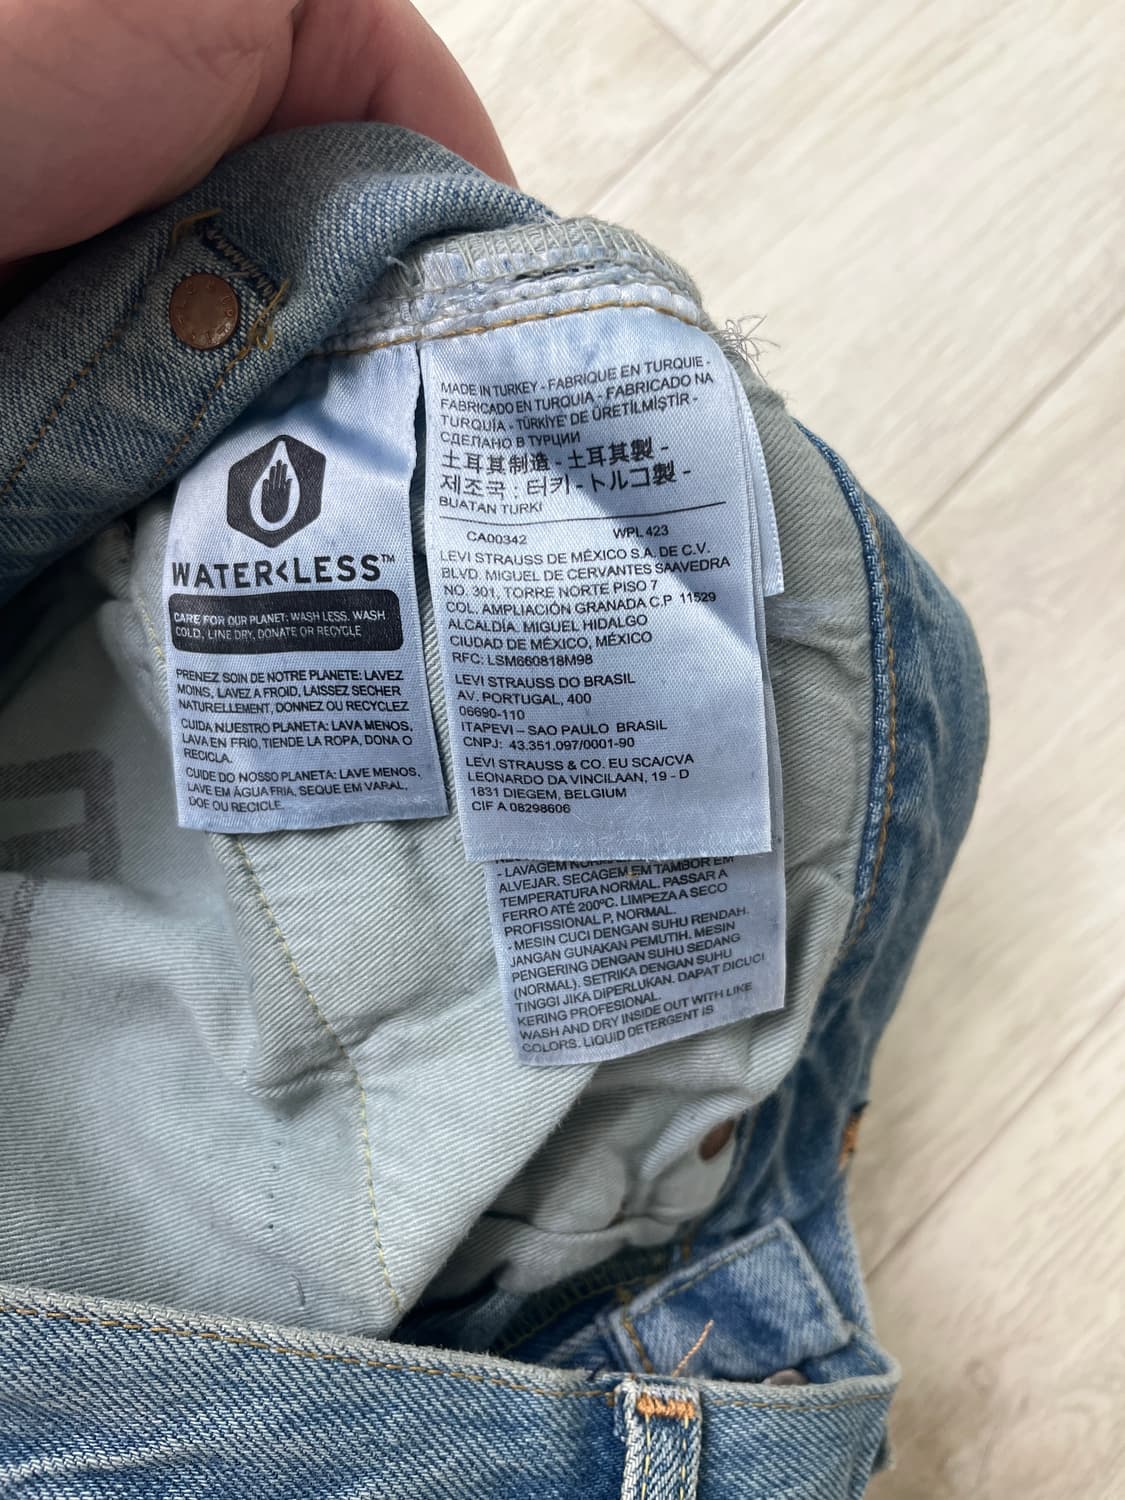 WATER<LESS™
CARE FOR OUR PLANET: WASH LESS, WASH
COLD, LINE DRY, DONATE OR RECYCLE
PRENEZ SOIN DE NOTRE PLANETE: LAVEZ
MOINS, LAVEZ A FROID, LAISSEZ SECHER
NATURELLEMENT, DONNEZ OU RECYCLEZ
CUIDA NUESTRO PLANETA: LAVA MENOS,
LAVA EN FRIO, TIENDE LA ROPA, DONA O
RECICLA.
CUIDE DO NOSSO PLANETA: LAVE MENOS,
LAVE EM ÁGUA FRIA, SEQUE EM VARAL,
DOE OU RECICLE.
MADE IN TURKEY - FABRIQUE EN TURQUIE -
FABRICADO EN TURQUIA - FABRICADO NA
TURQUÍA - TÜRKİYE' DE ÜRETİLMİŞTİR -
СДЕЛАНО В ТУРЦИИ
土耳其制造 - 土耳其製 -
제조국 : 터키 - トルコ製 -
BUATAN TURKI
CA00342 WPL 423
LEVI STRAUSS DE MÉXICO S.A. DE C.V.
BLVD. MIGUEL DE CERVANTES SAAVEDRA
NO. 301, TORRE NORTE PISO 7
COL. AMPLIACIÓN GRANADA C.P 11529
ALCALDÍA. MIGUEL HIDALGO
CIUDAD DE MÉXICO, MÉXICO
RFC: LSM660818M98
LEVI STRAUSS DO BRASIL
AV. PORTUGAL, 400
06690-110
ITAPEVI – SAO PAULO BRASIL
CNPJ: 43.351.097/0001-90
LEVI STRAUSS & CO. EU SCA/CVA
LEONARDO DA VINCILAAN, 19 - D
1831 DIEGEM, BELGIUM
CIF A 08298606
- LAVAGEM NORMAL EM
ALVEJAR. SECAGEM EM TAMBOR EM
TEMPERATURA NORMAL. PASSAR A
FERRO ATÉ 200ºC. LIMPEZA A SECO
PROFISSIONAL P, NORMAL.
- MESIN CUCI DENGAN SUHU RENDAH.
JANGAN GUNAKAN PEMUTIH. MESIN
PENGERING DENGAN SUHU SEDANG
(NORMAL). SETRIKA DENGAN SUHU
TINGGI JIKA DIPERLUKAN. DAPAT DICUCI
KERING PROFESIONAL.
WASH AND DRY INSIDE OUT WITH LIKE
COLORS. LIQUID DETERGENT IS